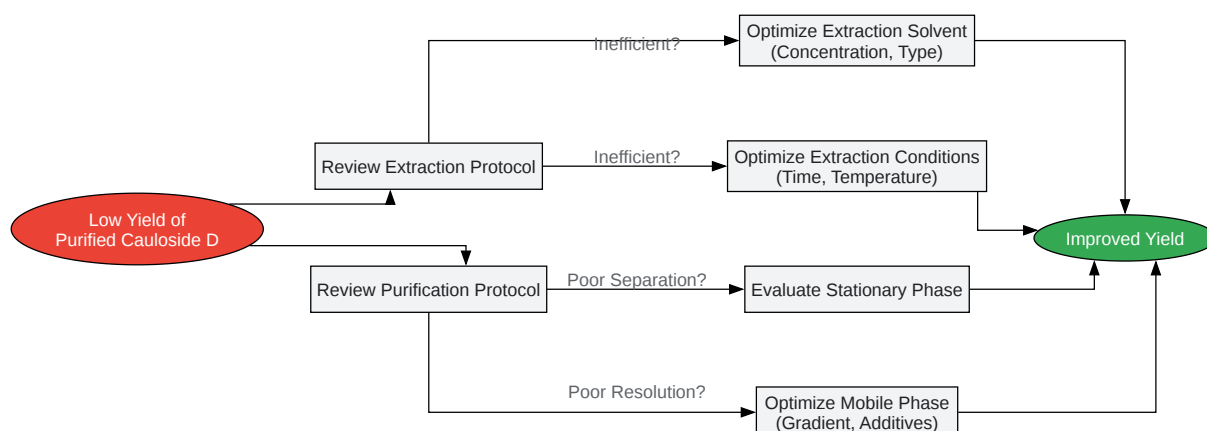 Inefficient?
Optimize Extraction Solvent
(Concentration, Type)
Review Extraction Protocol
Inefficient?
Optimize Extraction Conditions
(Time, Temperature)
Low Yield of
Purified Cauloside D
Improved Yield
Review Purification Protocol
Poor Separation?
Evaluate Stationary Phase
Poor Resolution?
Optimize Mobile Phase
(Gradient, Additives)